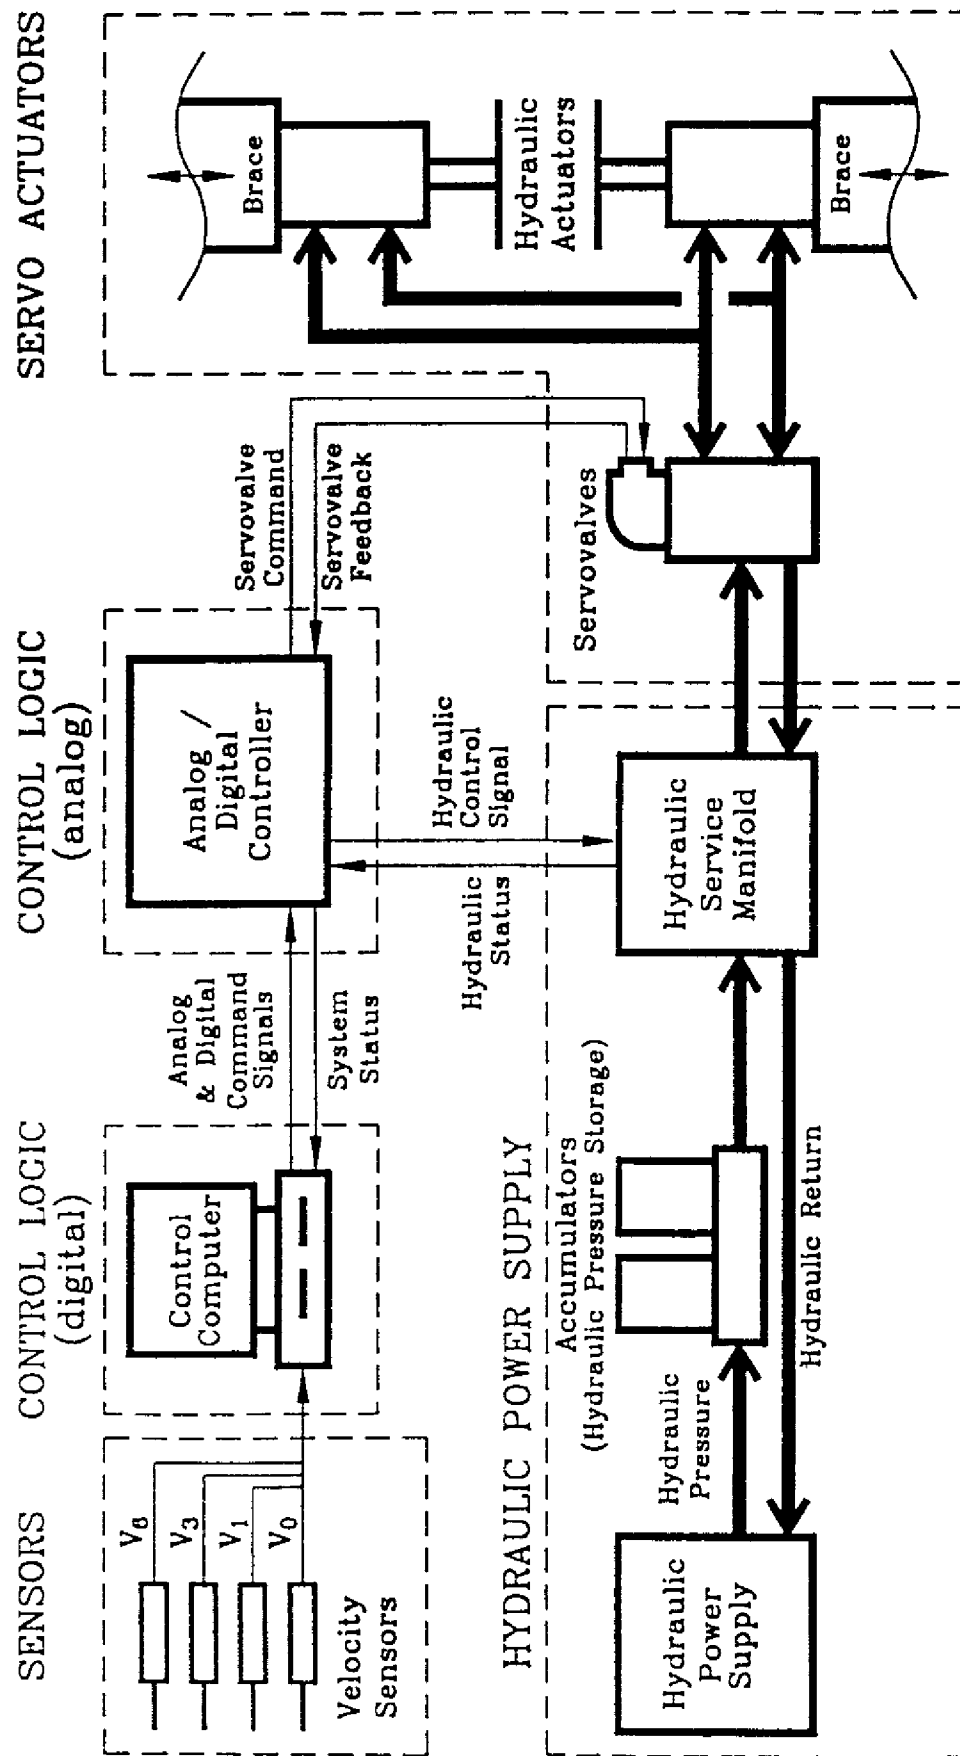 SENSORS
V6
V3
V1
V0
Velocity
Sensors
CONTROL LOGIC
(digital)
Control
Computer
Analog
& Digital
Command
Signals
System
Status
CONTROL LOGIC
(analog)
Analog /
Digital
Controller
Servovalve
Command
Servovalve
Feedback
Hydraulic
Status
Hydraulic
Control
Signal
SERVO ACTUATORS
Brace
Hydraulic
Actuators
Brace
Servovalves
HYDRAULIC POWER SUPPLY
Hydraulic
Power
Supply
Hydraulic
Pressure
Accumulators
(Hydraulic Pressure Storage)
Hydraulic Return
Hydraulic
Service
Manifold